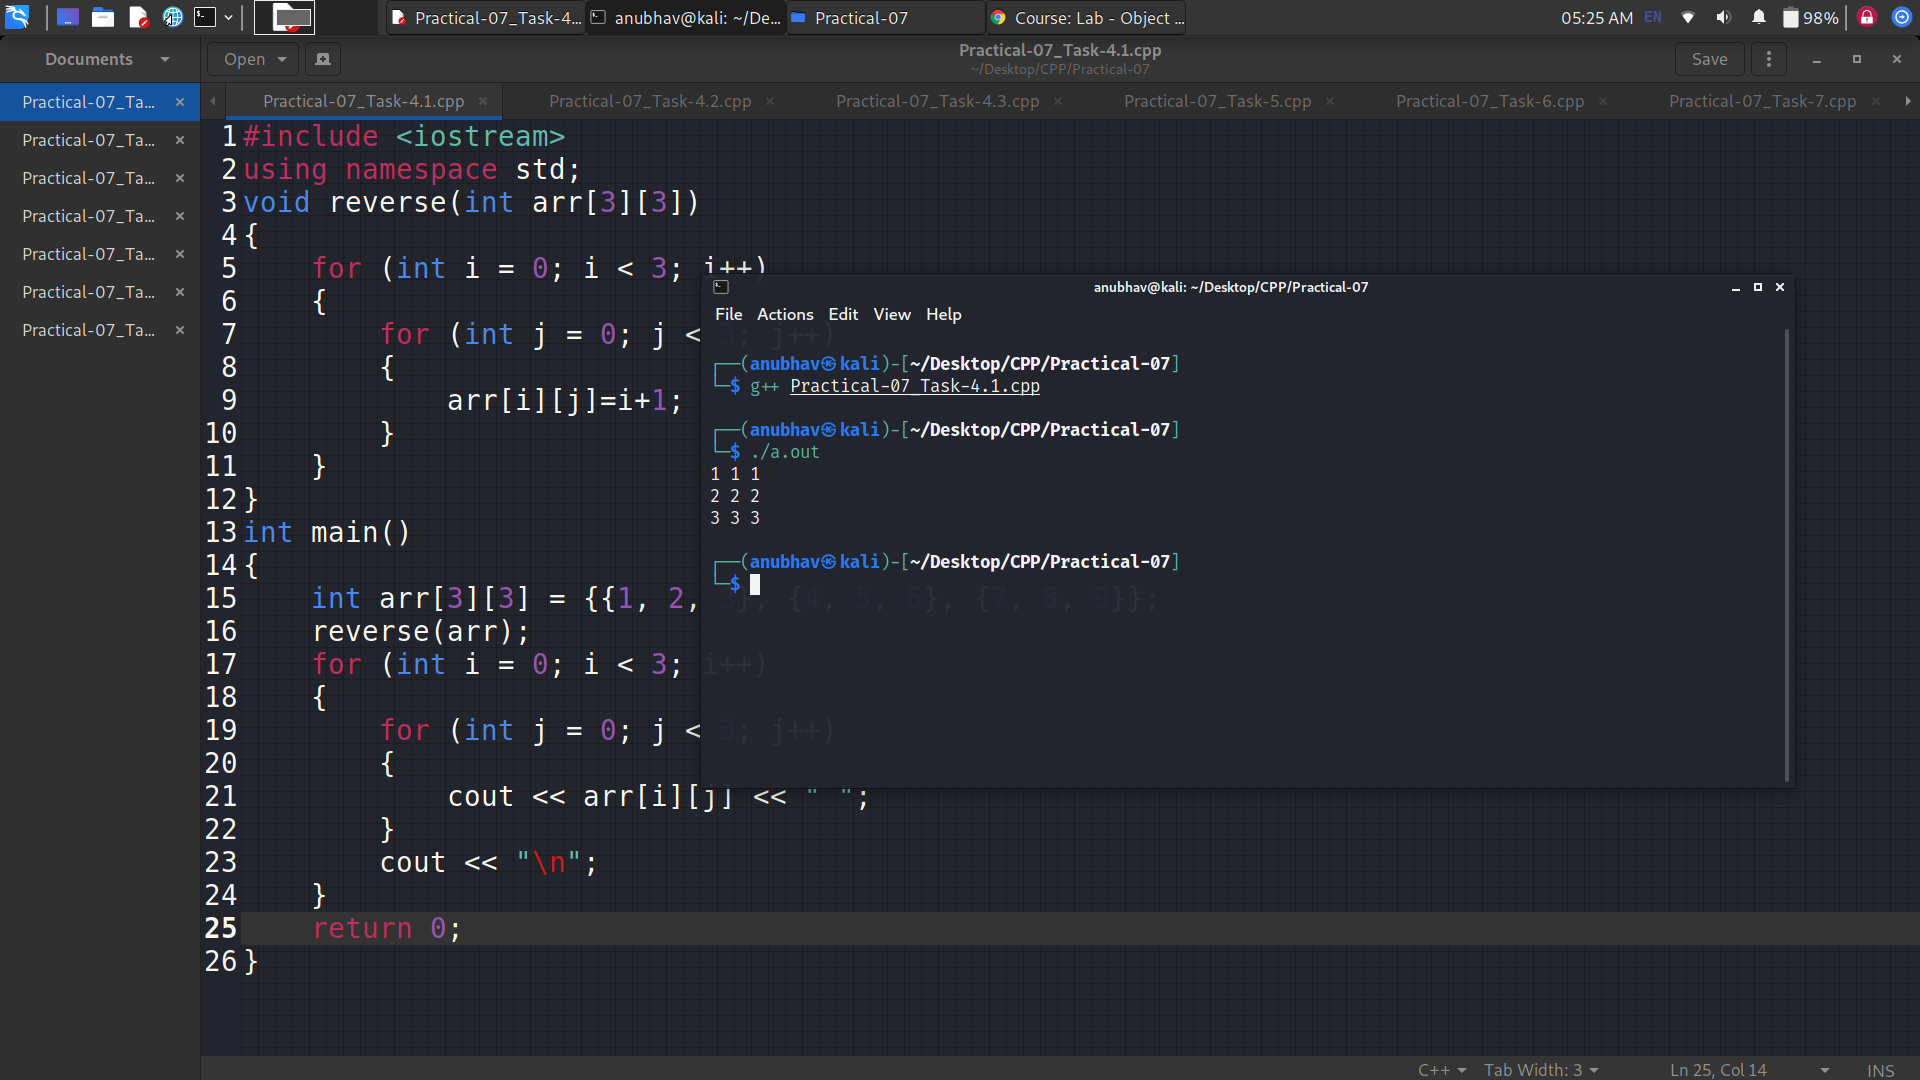 Practical-07_Task-4...
anubhav@kali: ~/De...
Practical-07
Course: Lab - Object ...
05:25 AM
EN
98%
Documents
Open
Practical-07_Task-4.1.cpp
~/Desktop/CPP/Practical-07
Save
Practical-07_Ta...
Practical-07_Ta...
Practical-07_Ta...
Practical-07_Ta...
Practical-07_Ta...
Practical-07_Ta...
Practical-07_Ta...
Practical-07_Task-4.1.cpp
Practical-07_Task-4.2.cpp
Practical-07_Task-4.3.cpp
Practical-07_Task-5.cpp
Practical-07_Task-6.cpp
Practical-07_Task-7.cpp
1 #include <iostream>
2 using namespace std;
3 void reverse(int arr[3][3])
4 {
5     for (int i = 0; i < 3; i++)
6     {
7         for (int j = 0; j < 3; j++)
8         {
9             arr[i][j]=i+1;
10         }
11     }
12 }
13 int main()
14 {
15     int arr[3][3] = {{1, 2, 3}, {4, 5, 6}, {7, 8, 9}};
16     reverse(arr);
17     for (int i = 0; i < 3; i++)
18     {
19         for (int j = 0; j < 3; j++)
20         {
21             cout << arr[i][j] << " ";
22         }
23         cout << "\n";
24     }
25     return 0;
26 }
anubhav@kali: ~/Desktop/CPP/Practical-07
File Actions Edit View Help
┌──(anubhav㉿kali)-[~/Desktop/CPP/Practical-07]
└─$ g++ Practical-07_Task-4.1.cpp
┌──(anubhav㉿kali)-[~/Desktop/CPP/Practical-07]
└─$ ./a.out
1 1 1
2 2 2
3 3 3
┌──(anubhav㉿kali)-[~/Desktop/CPP/Practical-07]
└─$
C++
Tab Width: 3
Ln 25, Col 14
INS